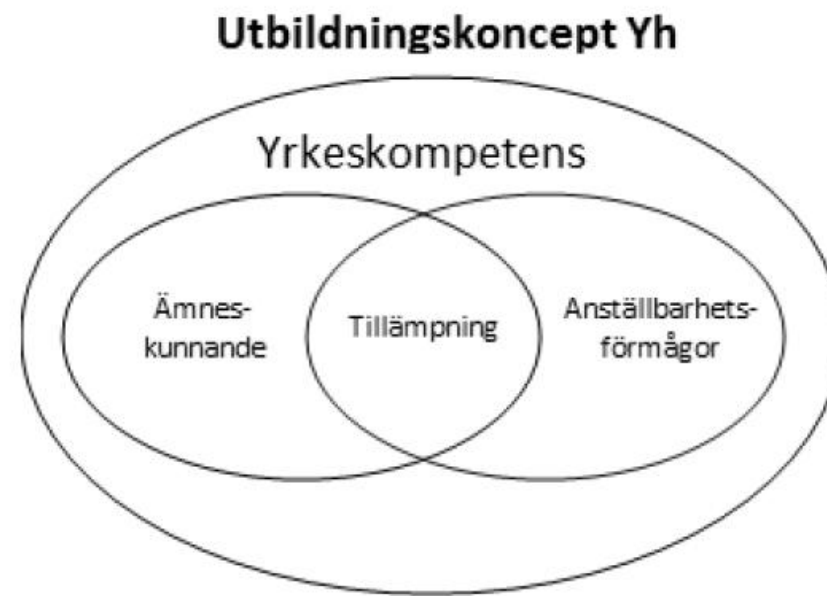 Utbildningskoncept Yh
Yrkeskompetens
Ämnes-
kunnande
Tillämpning
Anställbarhets-
förmågor